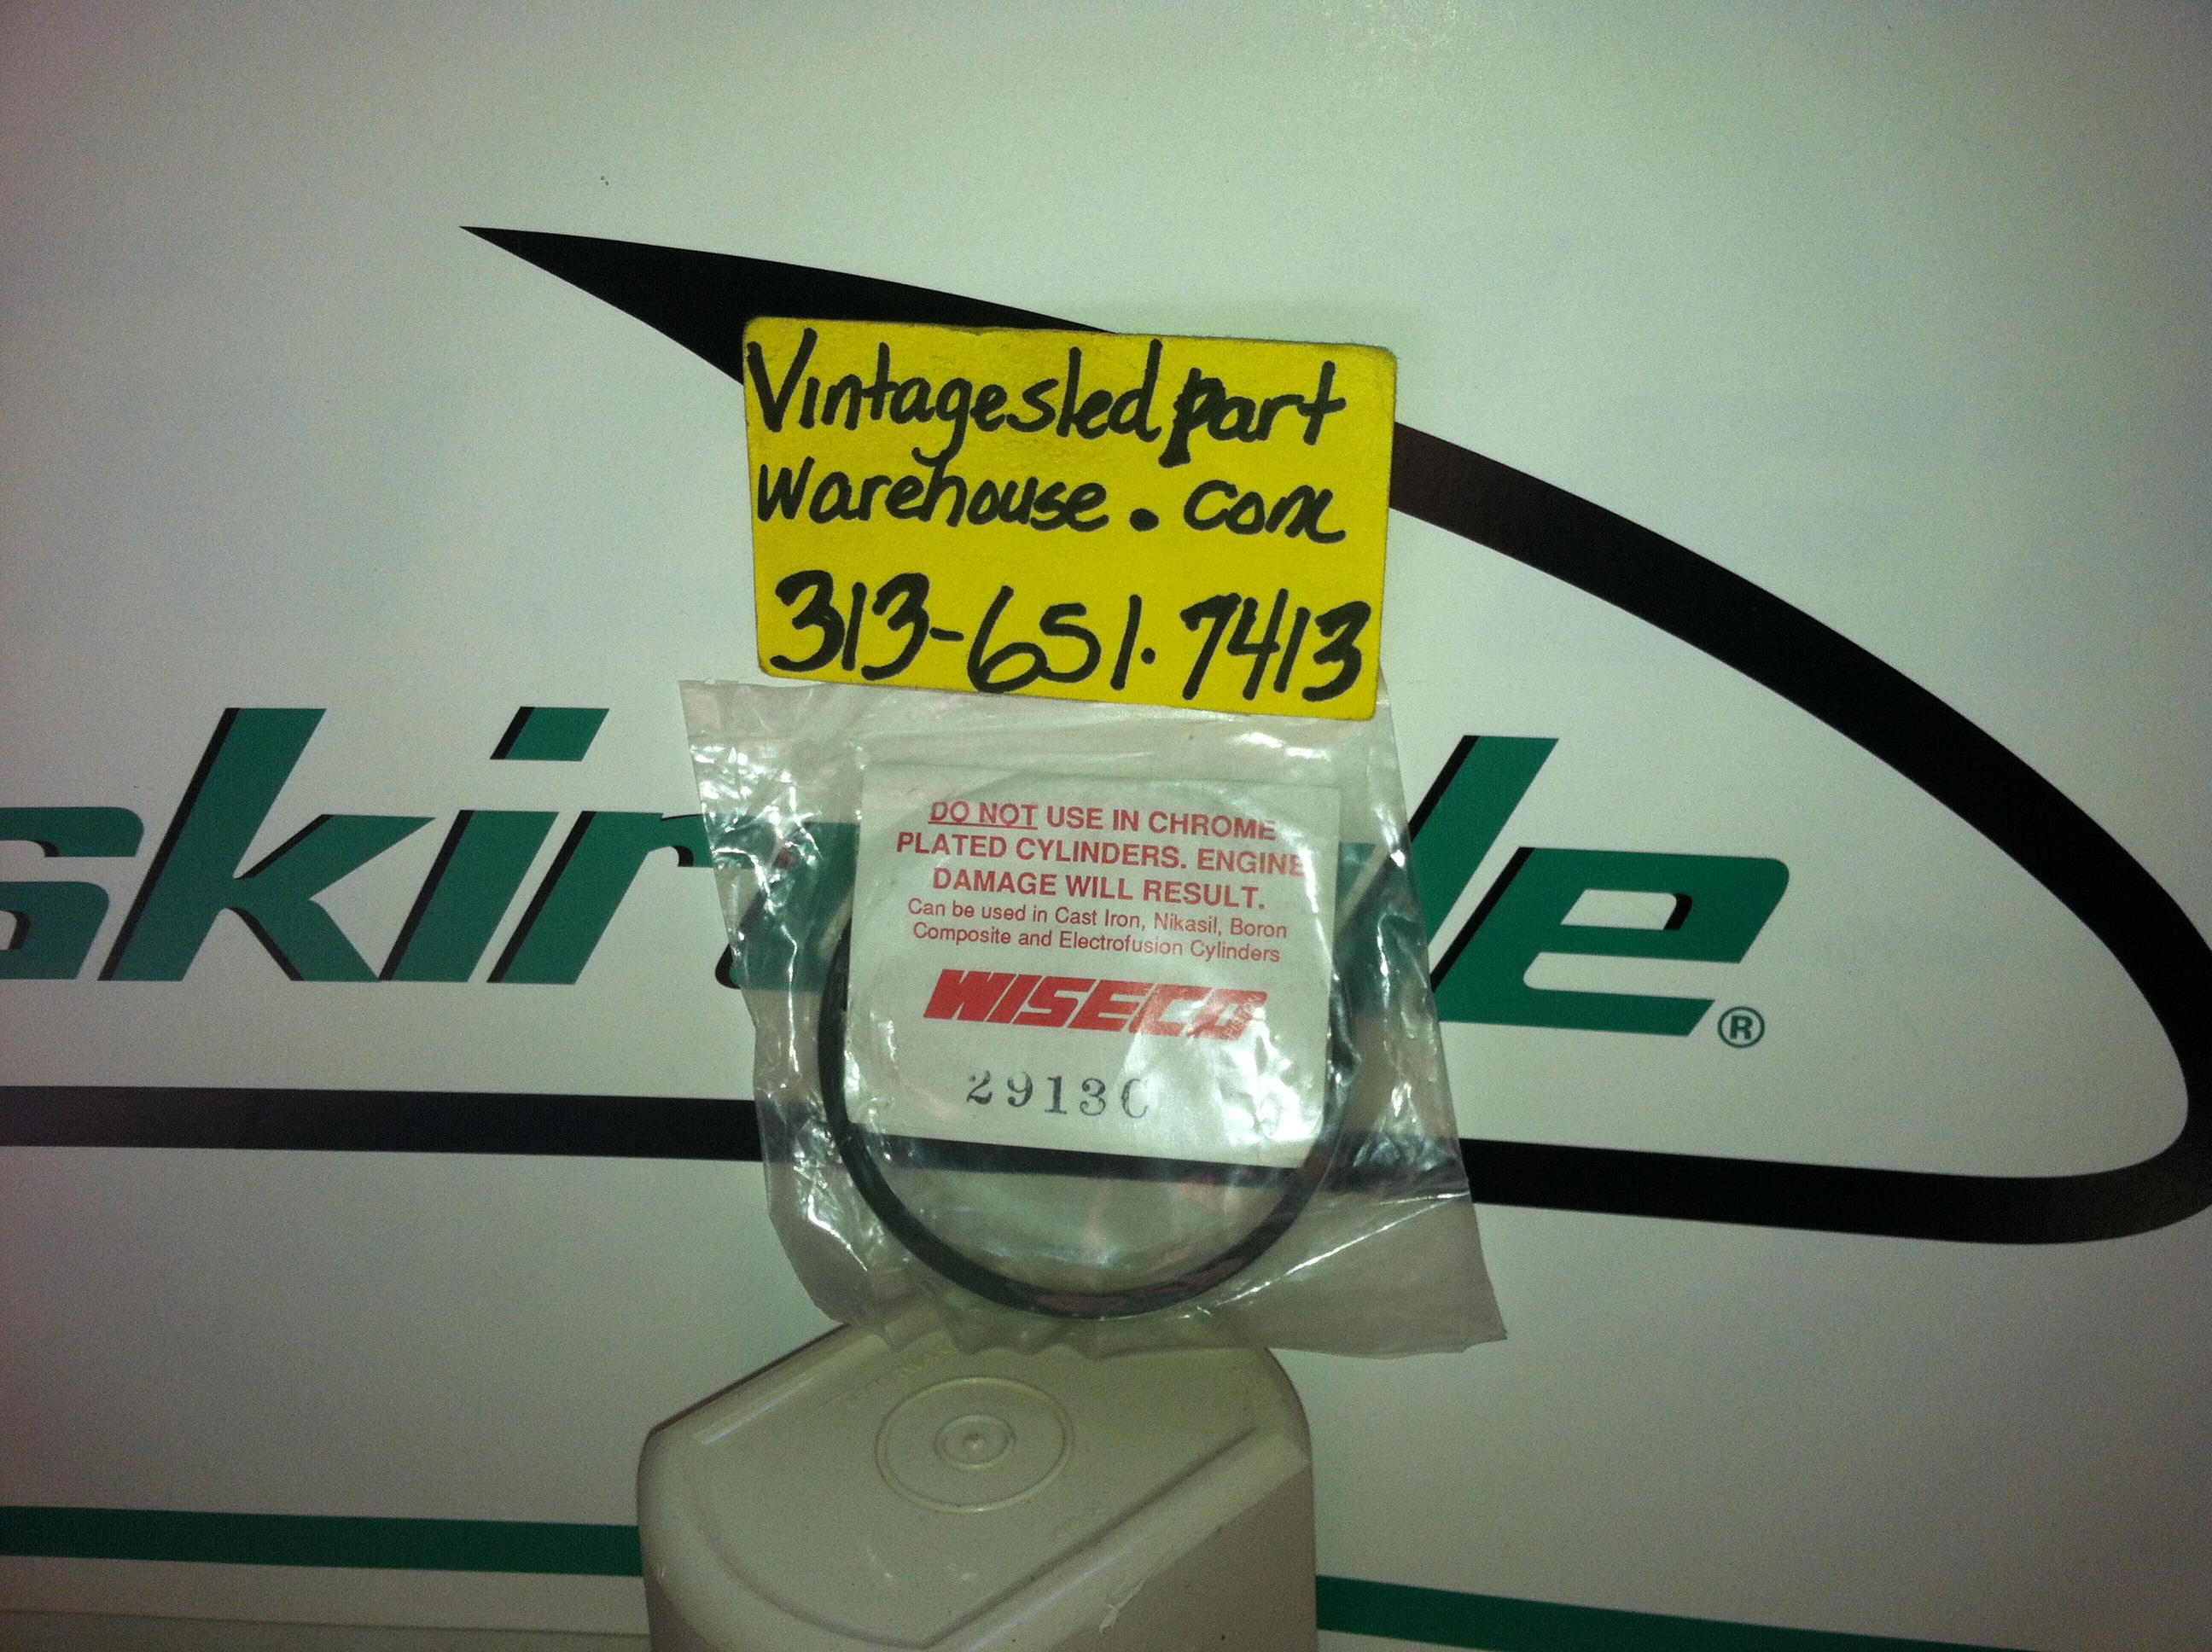 Vintagesled part
warehouse.com
313-651.7413
DO NOT USE IN CHROME
PLATED CYLINDERS. ENGINE
DAMAGE WILL RESULT.
Can be used in Cast Iron, Nikasil, Boron
Composite and Electrofusion Cylinders
WISECO
2913C
®